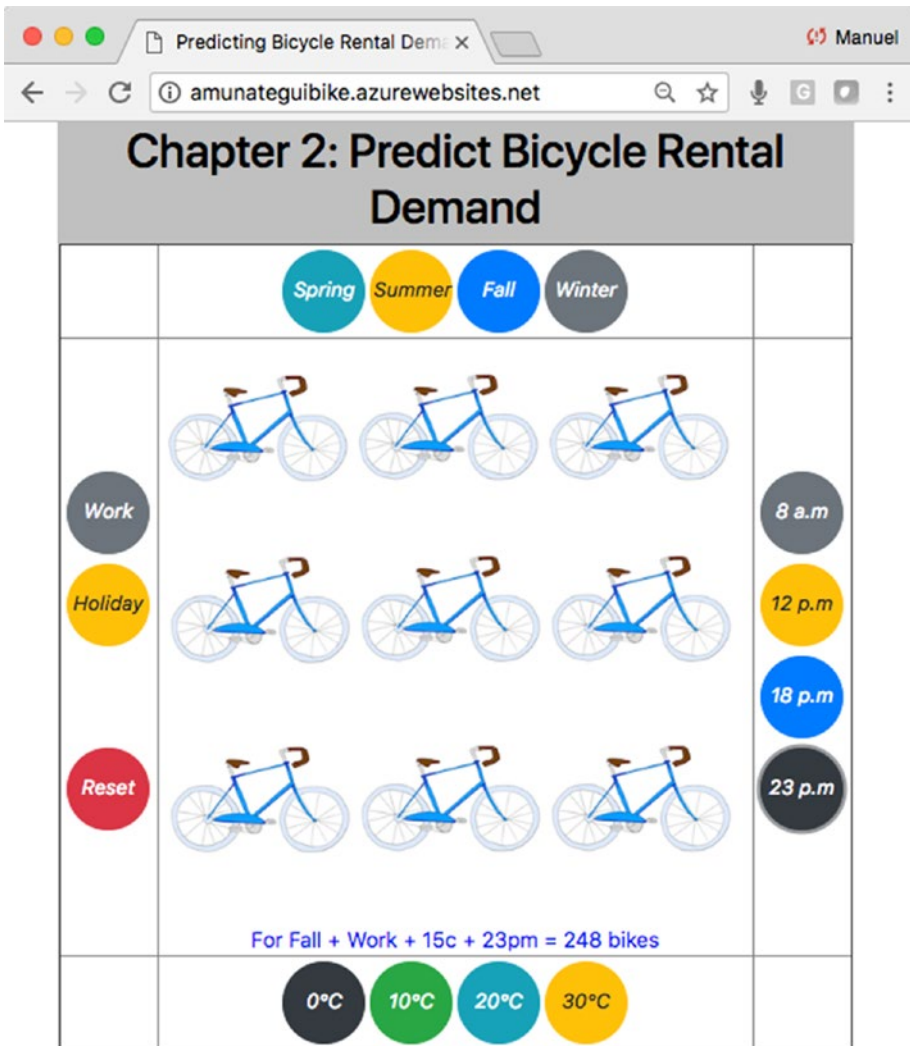 Predicting Bicycle Rental Dema
Manuel
amunateguibike.azurewebsites.net
G
Chapter 2: Predict Bicycle Rental
Demand
Spring Summer Fall Winter
Work
8 a.m
Holiday
12 p.m
18 p.m
Reset
23 p.m
For Fall + Work + 15c + 23pm = 248 bikes
0°C 10°C 20°C 30°C